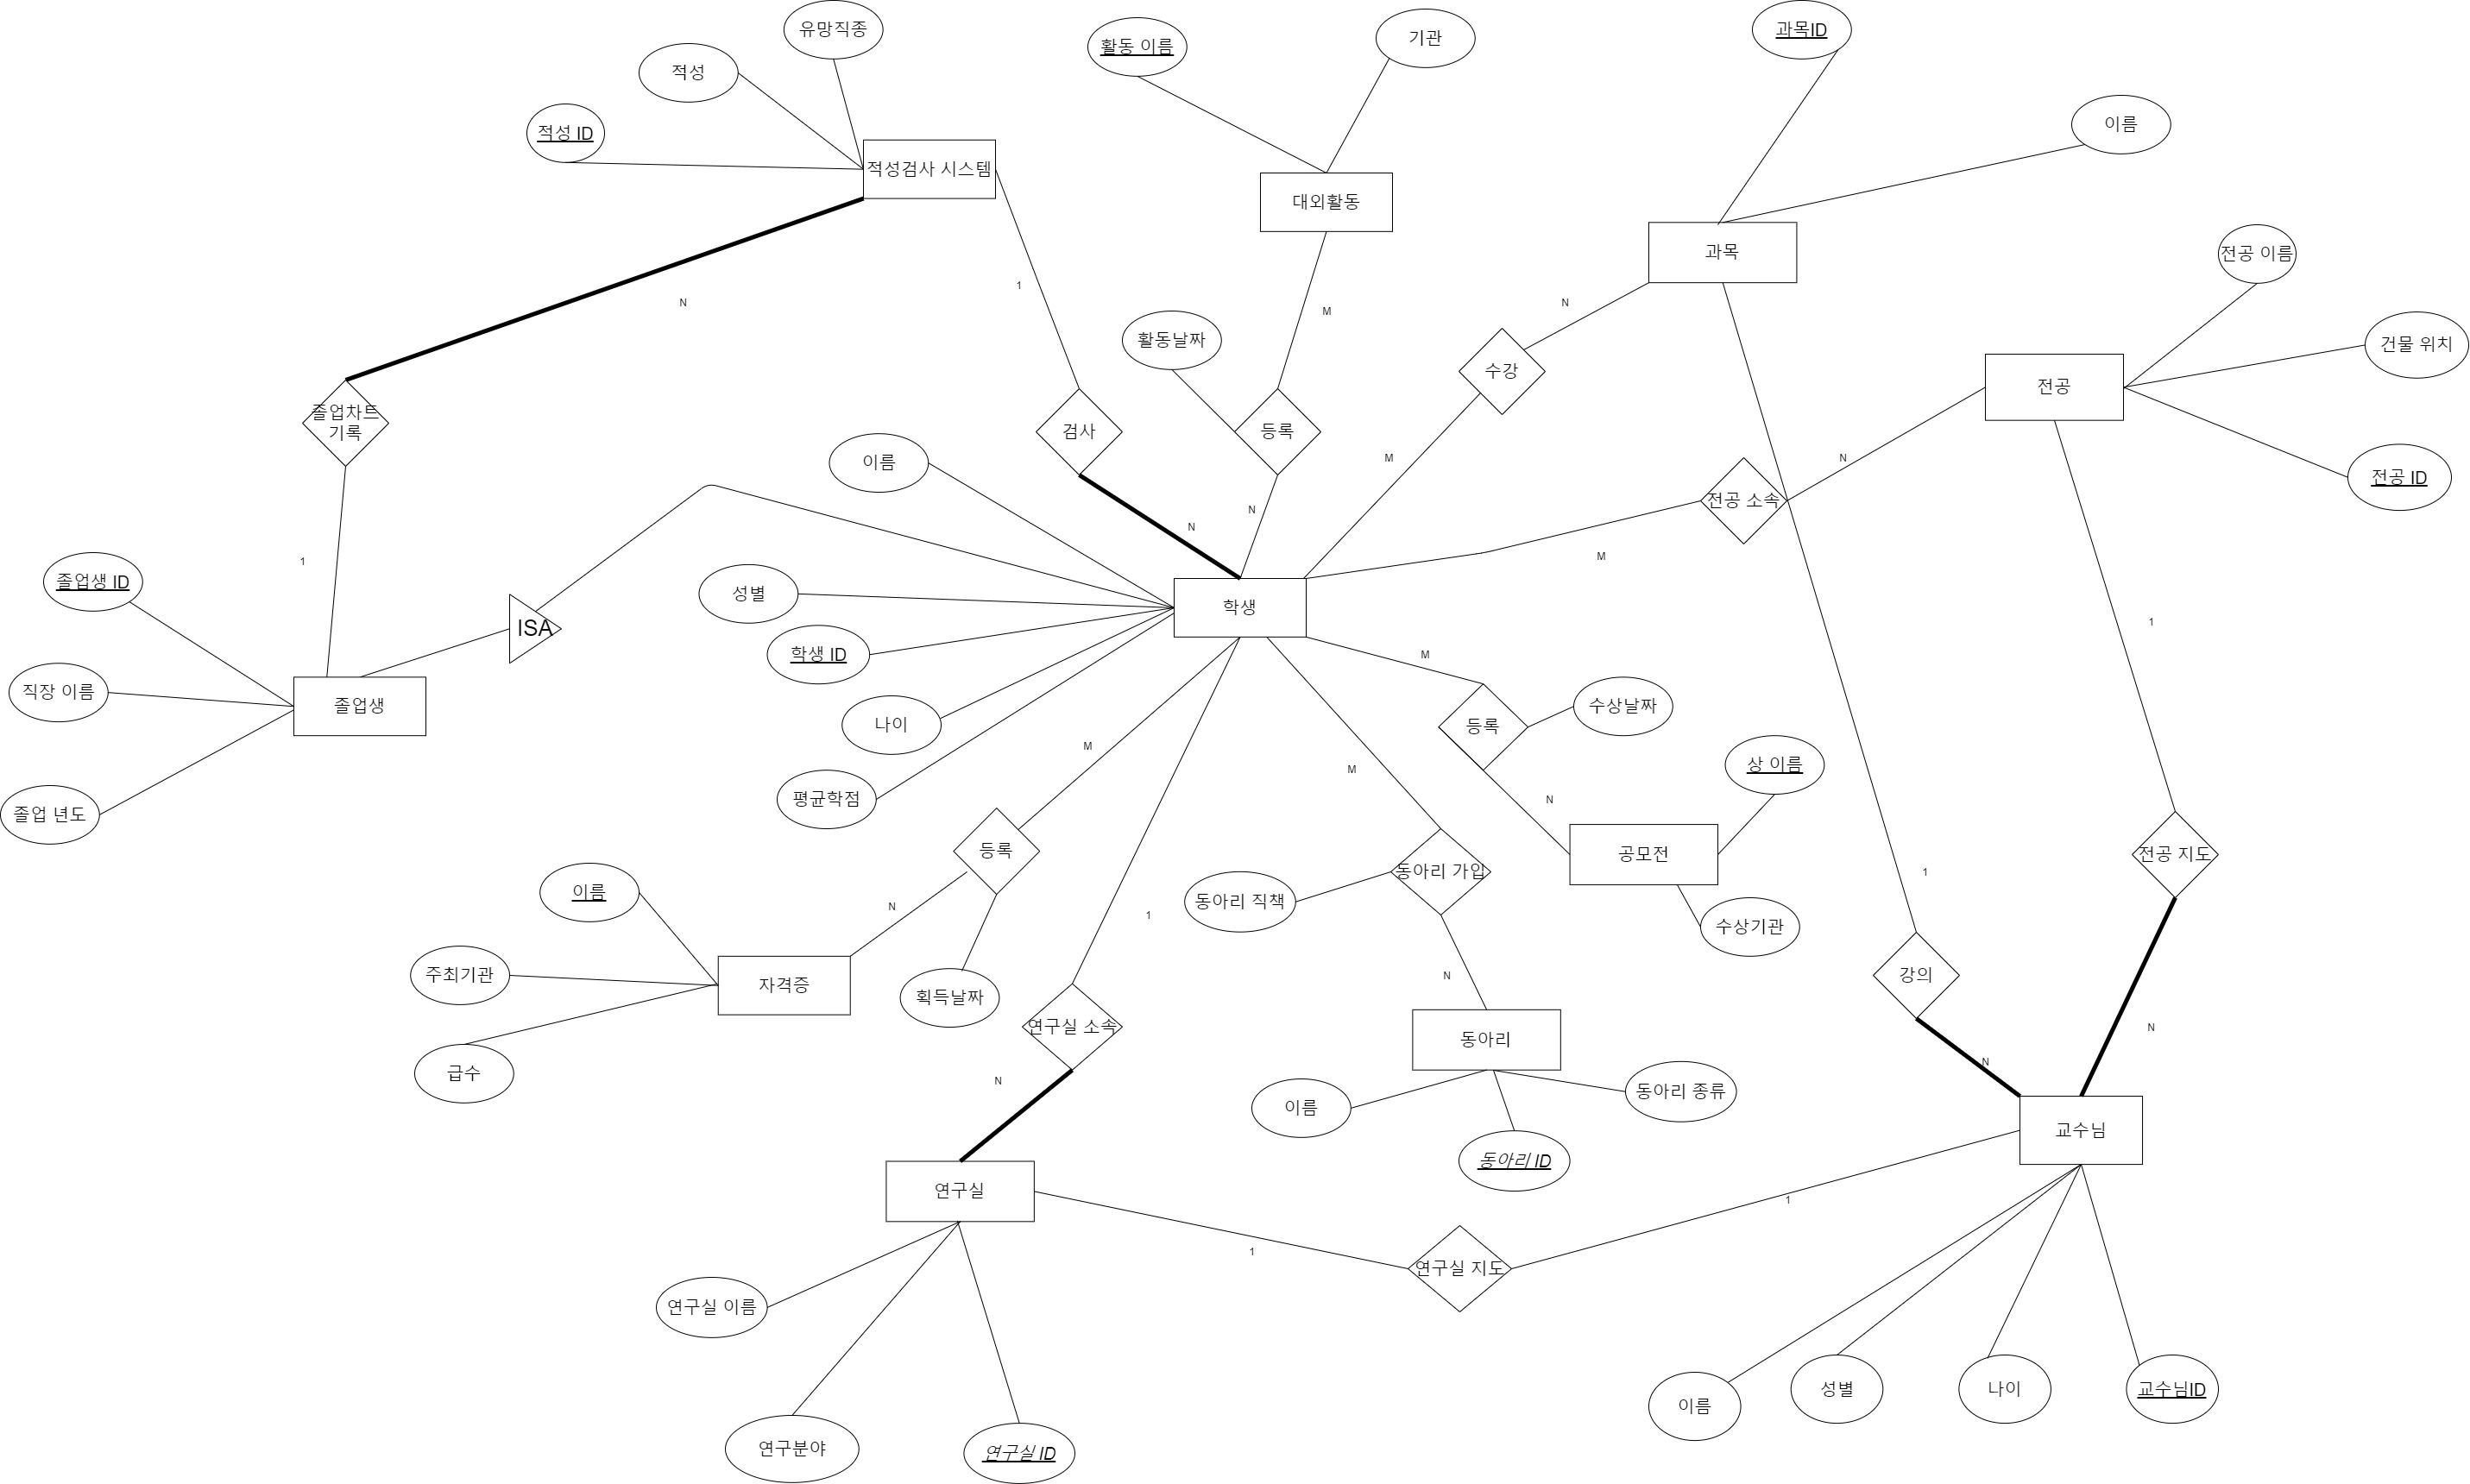 유망직종
과목ID
기관
활동 이름
적성
이름
적성 ID
적성검사 시스템
대외활동
과목
전공 이름
1
N
N
M
활동날짜
건물 위치
수강
전공
졸업차트
기록
검사
등록
이름
M
N
전공 ID
전공 소속
N
N
M
1
졸업생 ID
성별
학생
1
ISA
학생 ID
M
직장 이름
졸업생
나이
등록
수상날짜
M
M
상 이름
평균학점
N
졸업 년도
등록
공모전
전공 지도
동아리 가입
1
이름
N
동아리 직책
1
수상기관
주최기관
자격증
획득날짜
N
강의
연구실 소속
N
동아리
N
급수
N
동아리 종류
이름
교수님
동아리 ID
연구실
1
1
연구실 지도
연구실 이름
성별
나이
교수님ID
이름
연구분야
연구실 ID